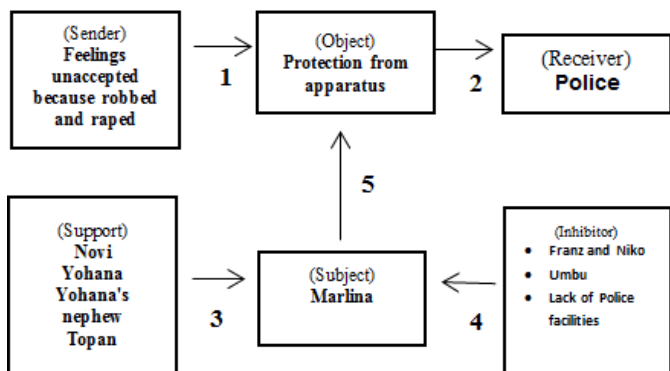 (Sender)
Feelings
unaccepted
because robbed
and raped
1
(Object)
Protection from
apparatus
2
(Receiver)
Police
5
(Support)
Novi
Yohana
Yohana's
nephew
Topan
3
(Subject)
Marlina
4
(Inhibitor)
• Franz and Niko
• Umbu
• Lack of Police
facilities